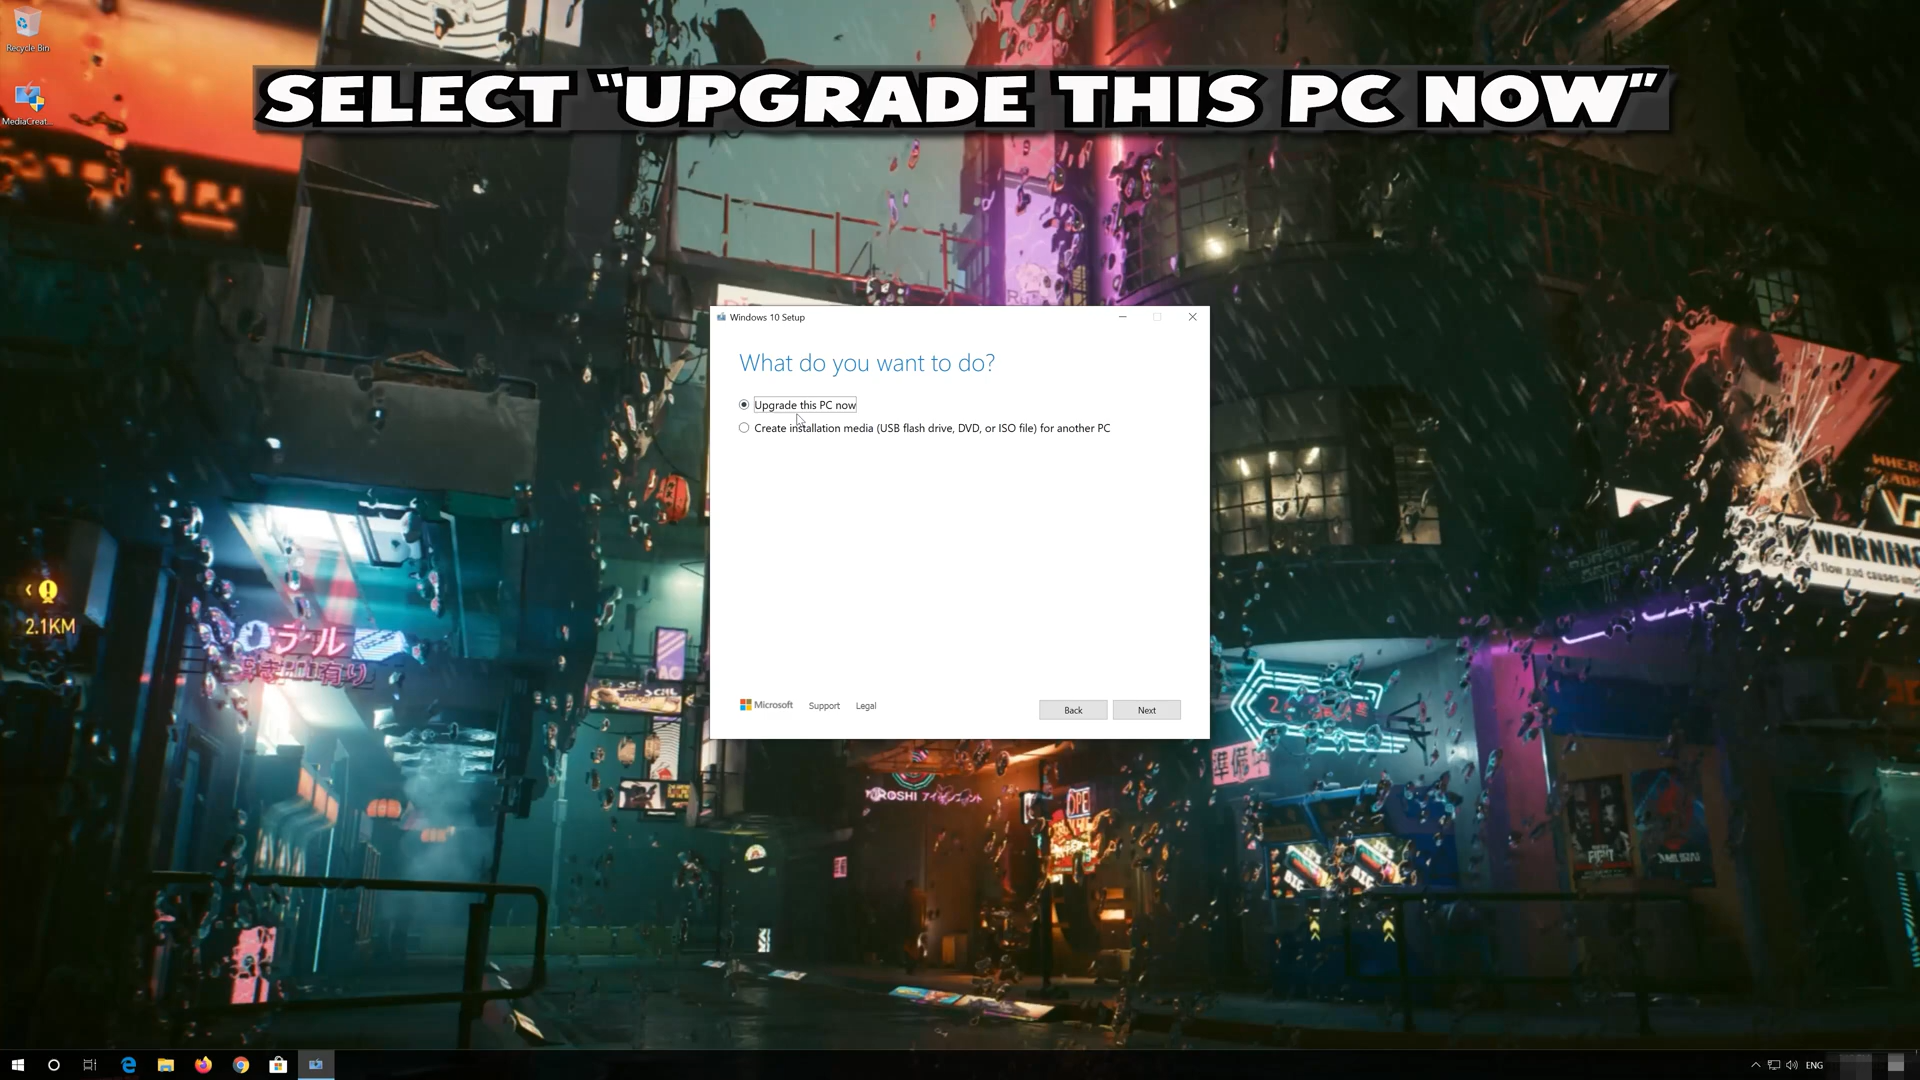 Recycle Bin
SELECT “UPGRADE THIS PC NOW”
MediaCreat...
Windows 10 Setup
What do you want to do?
Upgrade this PC now
Create installation media (USB flash drive, DVD, or ISO file) for another PC
WARNING
2.1KM
Microsoft
Support
Legal
Back
Next
準備
ENG